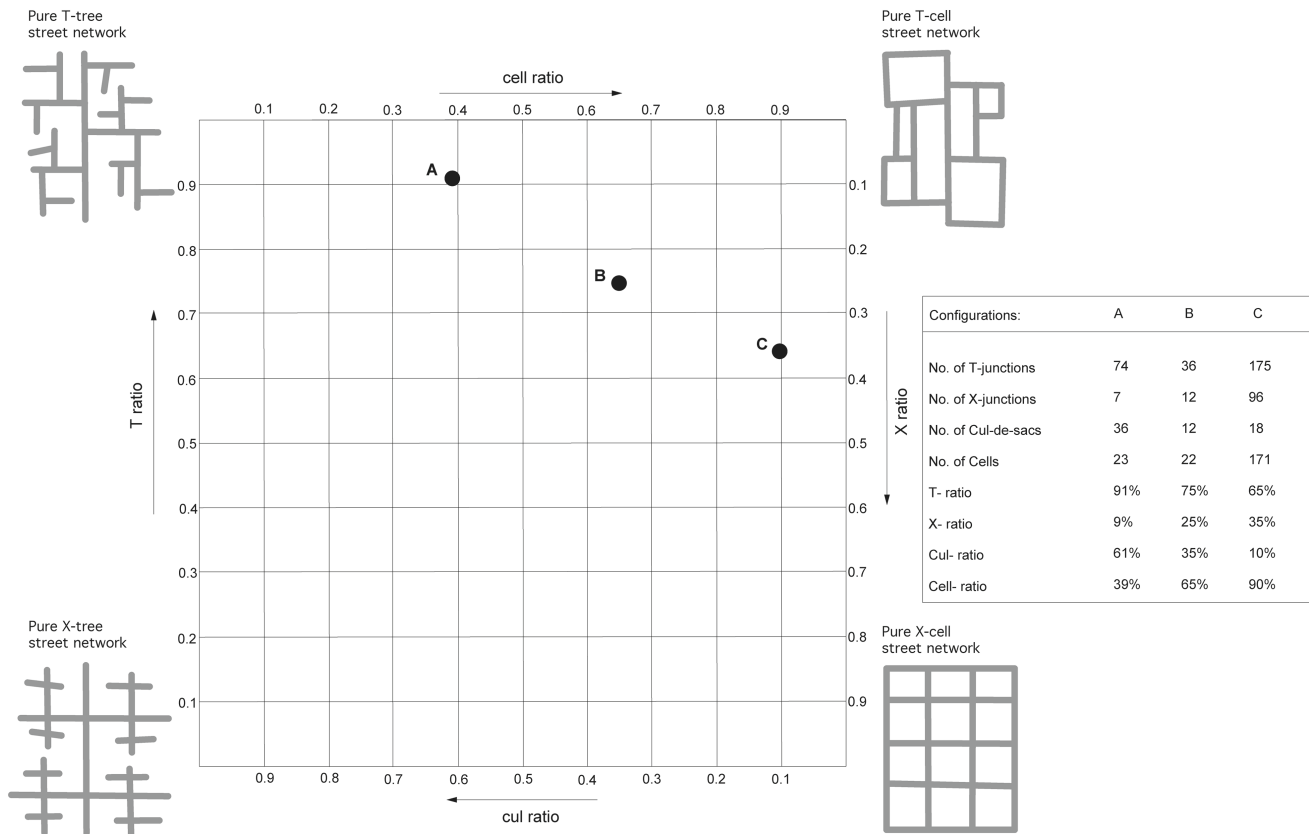 Pure T-tree
street network
Pure T-cell
street network
cell ratio
0.1 0.2 0.3 0.4 0.5 0.6 0.7 0.8 0.9
A
0.9 0.1
0.8 0.2
B
0.7 0.3
C
0.6 0.4
0.5 0.5
0.4 0.6
0.3 0.7
0.2 0.8
0.1 0.9
T ratio
X ratio
Configurations: A B C
No. of T-junctions 74 36 175
No. of X-junctions 7 12 96
No. of Cul-de-sacs 36 12 18
No. of Cells 23 22 171
T- ratio 91% 75% 65%
X- ratio 9% 25% 35%
Cul- ratio 61% 35% 10%
Cell- ratio 39% 65% 90%
Pure X-tree
street network
Pure X-cell
street network
0.9 0.8 0.7 0.6 0.5 0.4 0.3 0.2 0.1
cul ratio